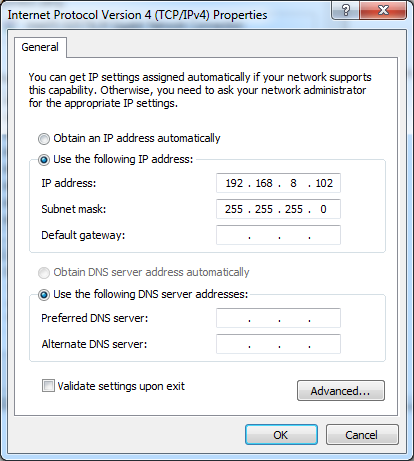 Internet Protocol Version 4 (TCP/IPv4) Properties
General
You can get IP settings assigned automatically if your network supports
this capability. Otherwise, you need to ask your network administrator
for the appropriate IP settings.
Obtain an IP address automatically
Use the following IP address:
IP address: 192 . 168 . 8 . 102
Subnet mask: 255 . 255 . 255 . 0
Default gateway: . . .
Obtain DNS server address automatically
Use the following DNS server addresses:
Preferred DNS server: . . .
Alternate DNS server: . . .
Validate settings upon exit
Advanced...
OK Cancel